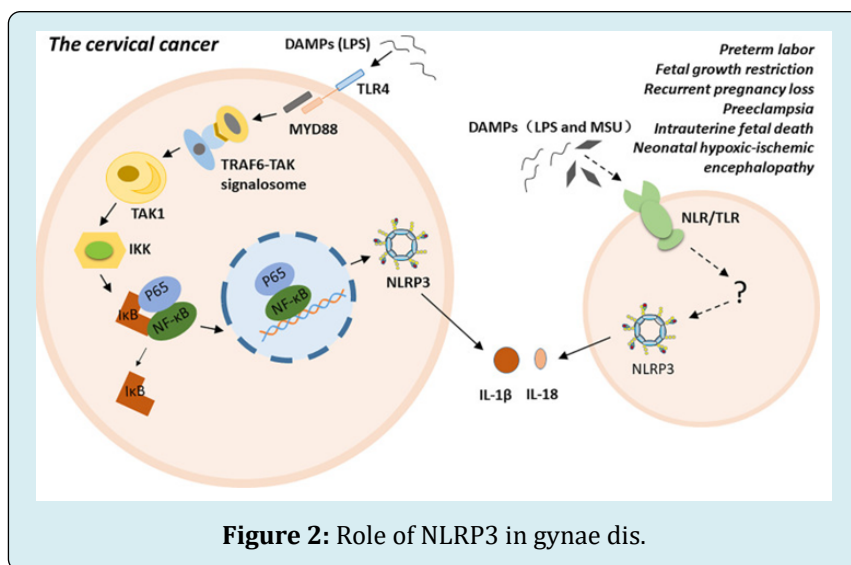 The cervical cancer
DAMPs (LPS)
TLR4
MYD88
TRAF6-TAK
signalosome
TAK1
IKK
P65
IκB
NF-κB
IκB
P65
NF-κB
NLRP3
IL-1β
IL-18
Preterm labor
Fetal growth restriction
Recurrent pregnancy loss
Preeclampsia
Intrauterine fetal death
Neonatal hypoxic-ischemic
encephalopathy
DAMPs（LPS and MSU）
NLR/TLR
?
NLRP3
Figure 2: Role of NLRP3 in gynae dis.